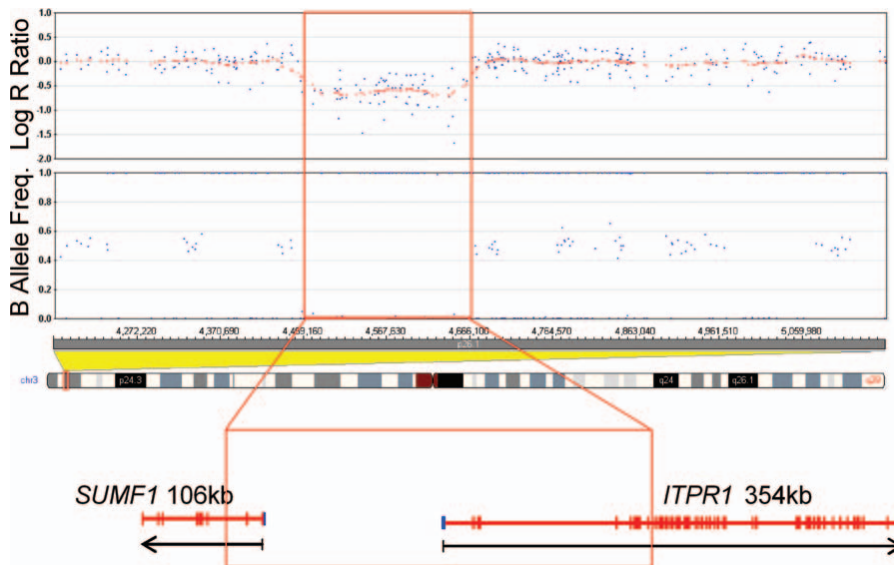 Log R Ratio
1.0
0.5
0.0
-0.5
-1.0
-1.5
-2.0
B Allele Freq.
1.0
0.8
0.6
0.4
0.2
0.0
4,272,220 4,370,690 4,469,160 4,567,630 4,666,100 4,764,570 4,863,040 4,961,510 5,059,980
p26.1
chr3 p24.3 q24 q26.1 q29
SUMF1 106kb ITPR1 354kb